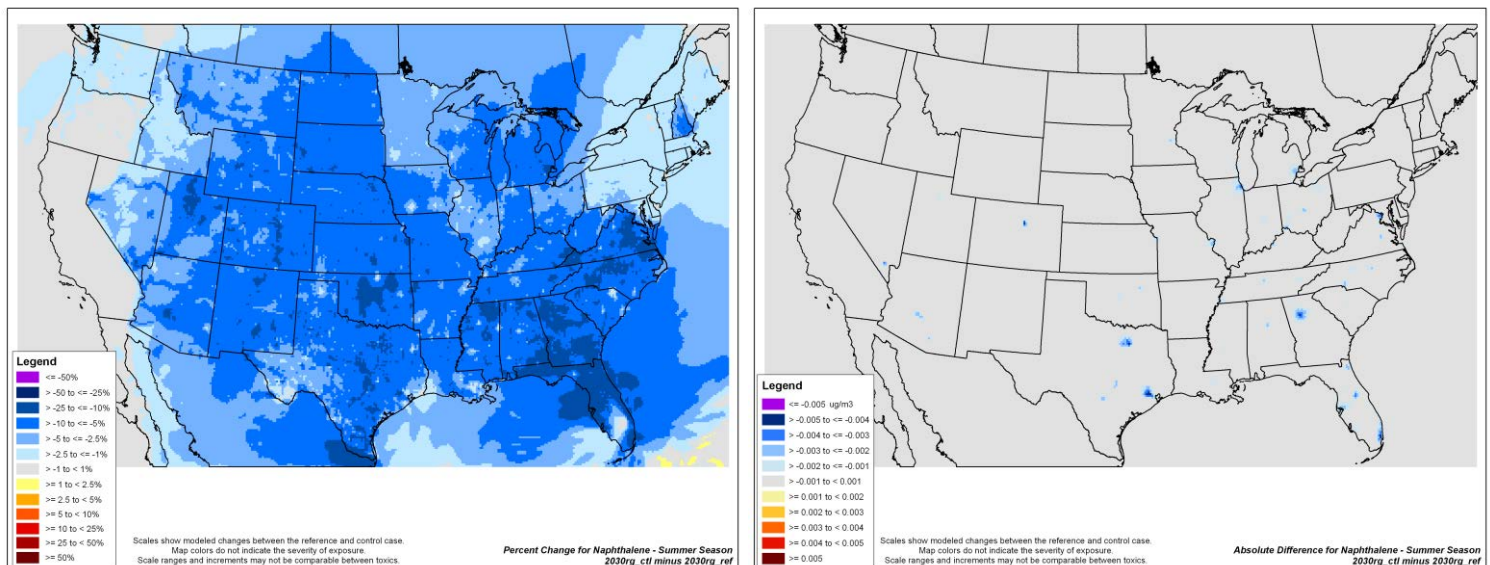 Legend
<= -50%
> -50 to <= -25%
> -25 to <= -10%
> -10 to <= -5%
> -5 to <= -2.5%
> -2.5 to <= -1%
> -1 to < 1%
>= 1 to < 2.5%
>= 2.5 to < 5%
>= 5 to < 10%
>= 10 to < 25%
>= 25 to < 50%
>= 50%
Scales show modeled changes between the reference and control case.
Map colors do not indicate the severity of exposure.
Scale ranges and increments may not be comparable between toxics.
Percent Change for Naphthalene - Summer Season
2030rg_ctl minus 2030rg_ref
Legend
<= -0.005 ug/m3
> -0.005 to <= -0.004
> -0.004 to <= -0.003
> -0.003 to <= -0.002
> -0.002 to <= -0.001
> -0.001 to < 0.001
>= 0.001 to < 0.002
>= 0.002 to < 0.003
>= 0.003 to < 0.004
>= 0.004 to < 0.005
>= 0.005
Scales show modeled changes between the reference and control case.
Map colors do not indicate the severity of exposure.
Scale ranges and increments may not be comparable between toxics.
Absolute Difference for Naphthalene - Summer Season
2030rg_ctl minus 2030rg_ref